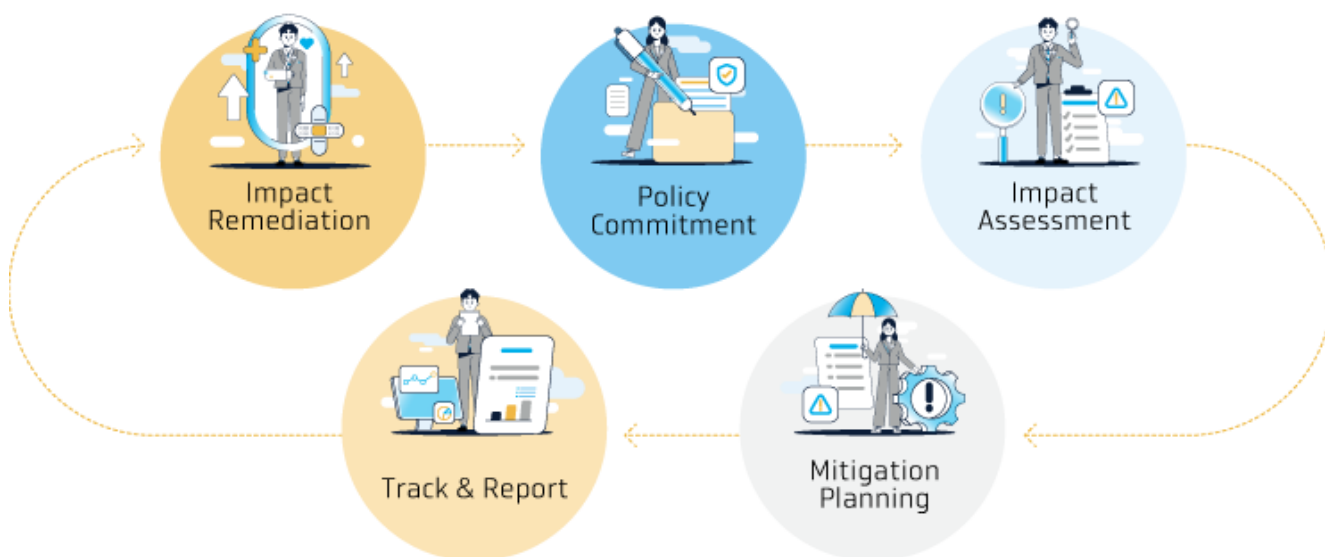 Impact
Remediation
Policy
Commitment
Impact
Assessment
Track & Report
Mitigation
Planning